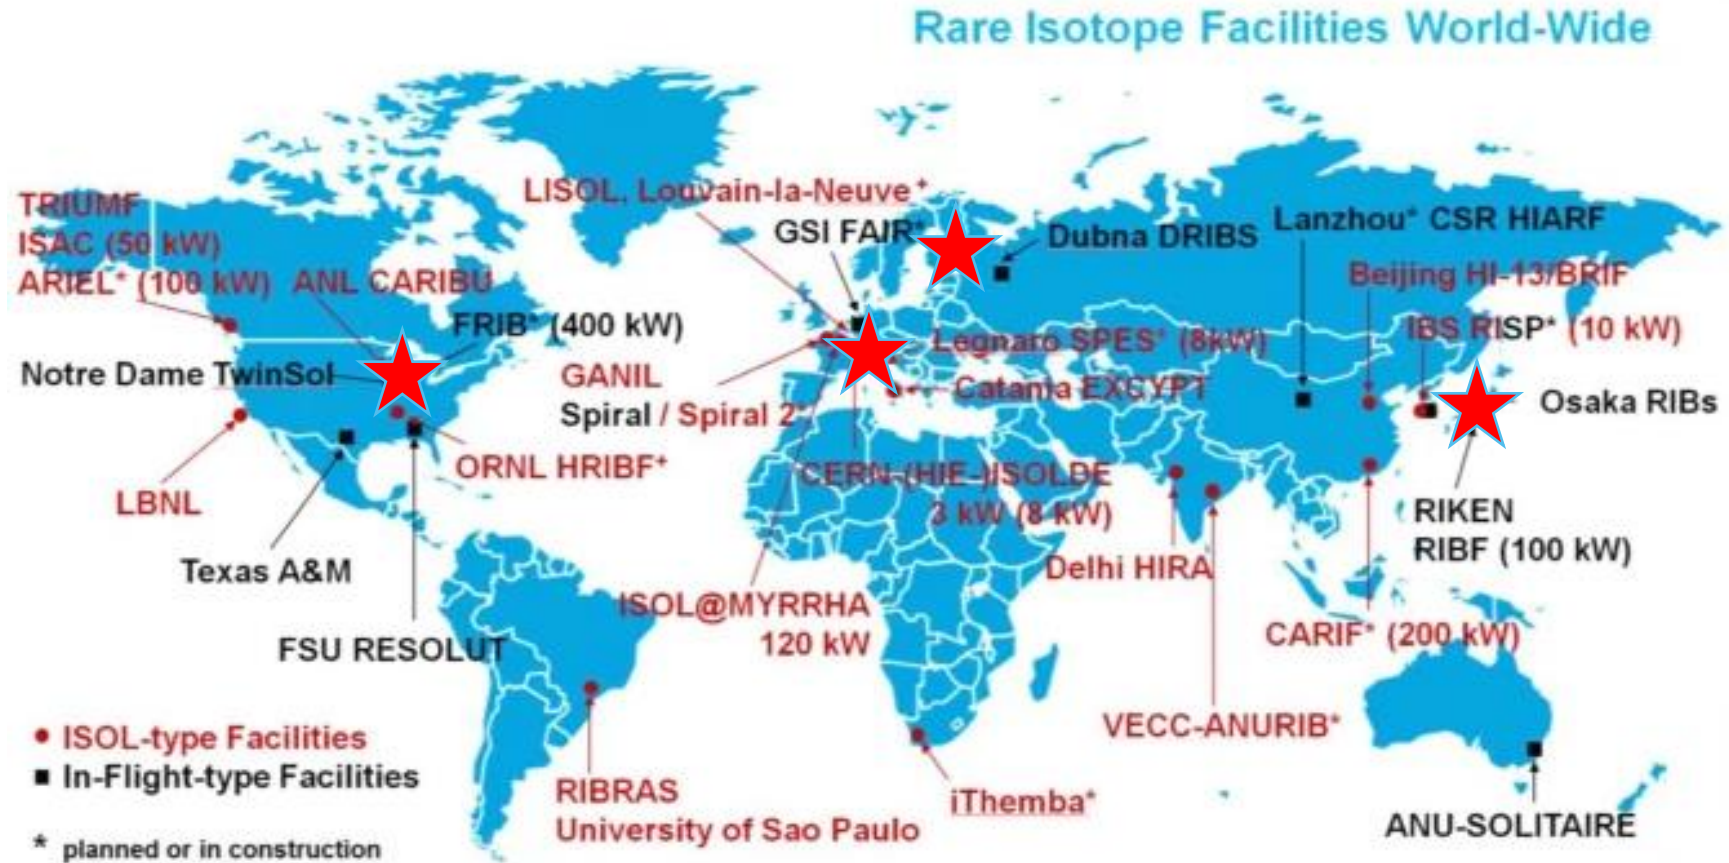 Rare Isotope Facilities World-Wide
TRIUMF
ISAC (50 kW)
ARIEL* (100 kW)
ANL CARIBU
FRIB* (400 kW)
Notre Dame TwinSol
LBNL
Texas A&M
ORNL HRIBF+
FSU RESOLUT
LISOL, Louvain-la-Neuve+
GSI FAIR*
Dubna DRIBS
Lanzhou* CSR HIARF
Beijing HI-13/BRIF
IBS RISP* (10 kW)
Legnaro SPES* (8kW)
Catania EXCYPT
GANIL
Spiral / Spiral 2*
Osaka RIBs
CERN-(HIE-)ISOLDE
3 kW (8 kW)
RIKEN
RIBF (100 kW)
Delhi HIRA
ISOL@MYRRHA
120 kW
CARIF* (200 kW)
VECC-ANURIB*
RIBRAS
University of Sao Paulo
iThemba*
ANU-SOLITAIRE
ISOL-type Facilities
In-Flight-type Facilities
* planned or in construction